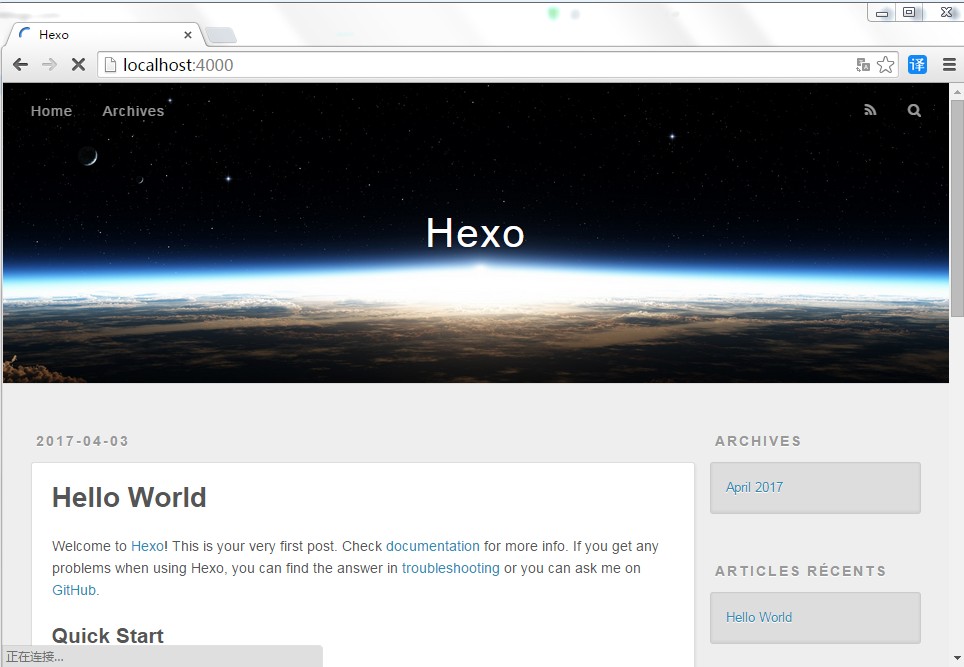 Hexo
localhost:4000
译
Home Archives
Hexo
2017-04-03
Hello World
Welcome to Hexo! This is your very first post. Check documentation for more info. If you get any
problems when using Hexo, you can find the answer in troubleshooting or you can ask me on
GitHub.
Quick Start
ARCHIVES
April 2017
ARTICLES RÉCENTS
Hello World
正在连接...